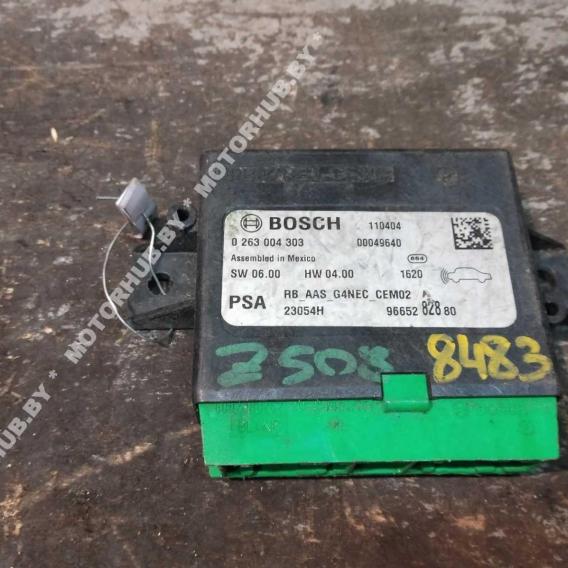 BOSCH 110404
0 263 004 303 00049640
Assembled in Mexico 664
SW 06.00 HW 04.00 1620
PSA RB_AAS_G4NEC_CEM02 A
23054H 96652 828 80
Z508 8483
MOTORHUB.BY * MOTORHUB.BY * MOTORHUB.BY *